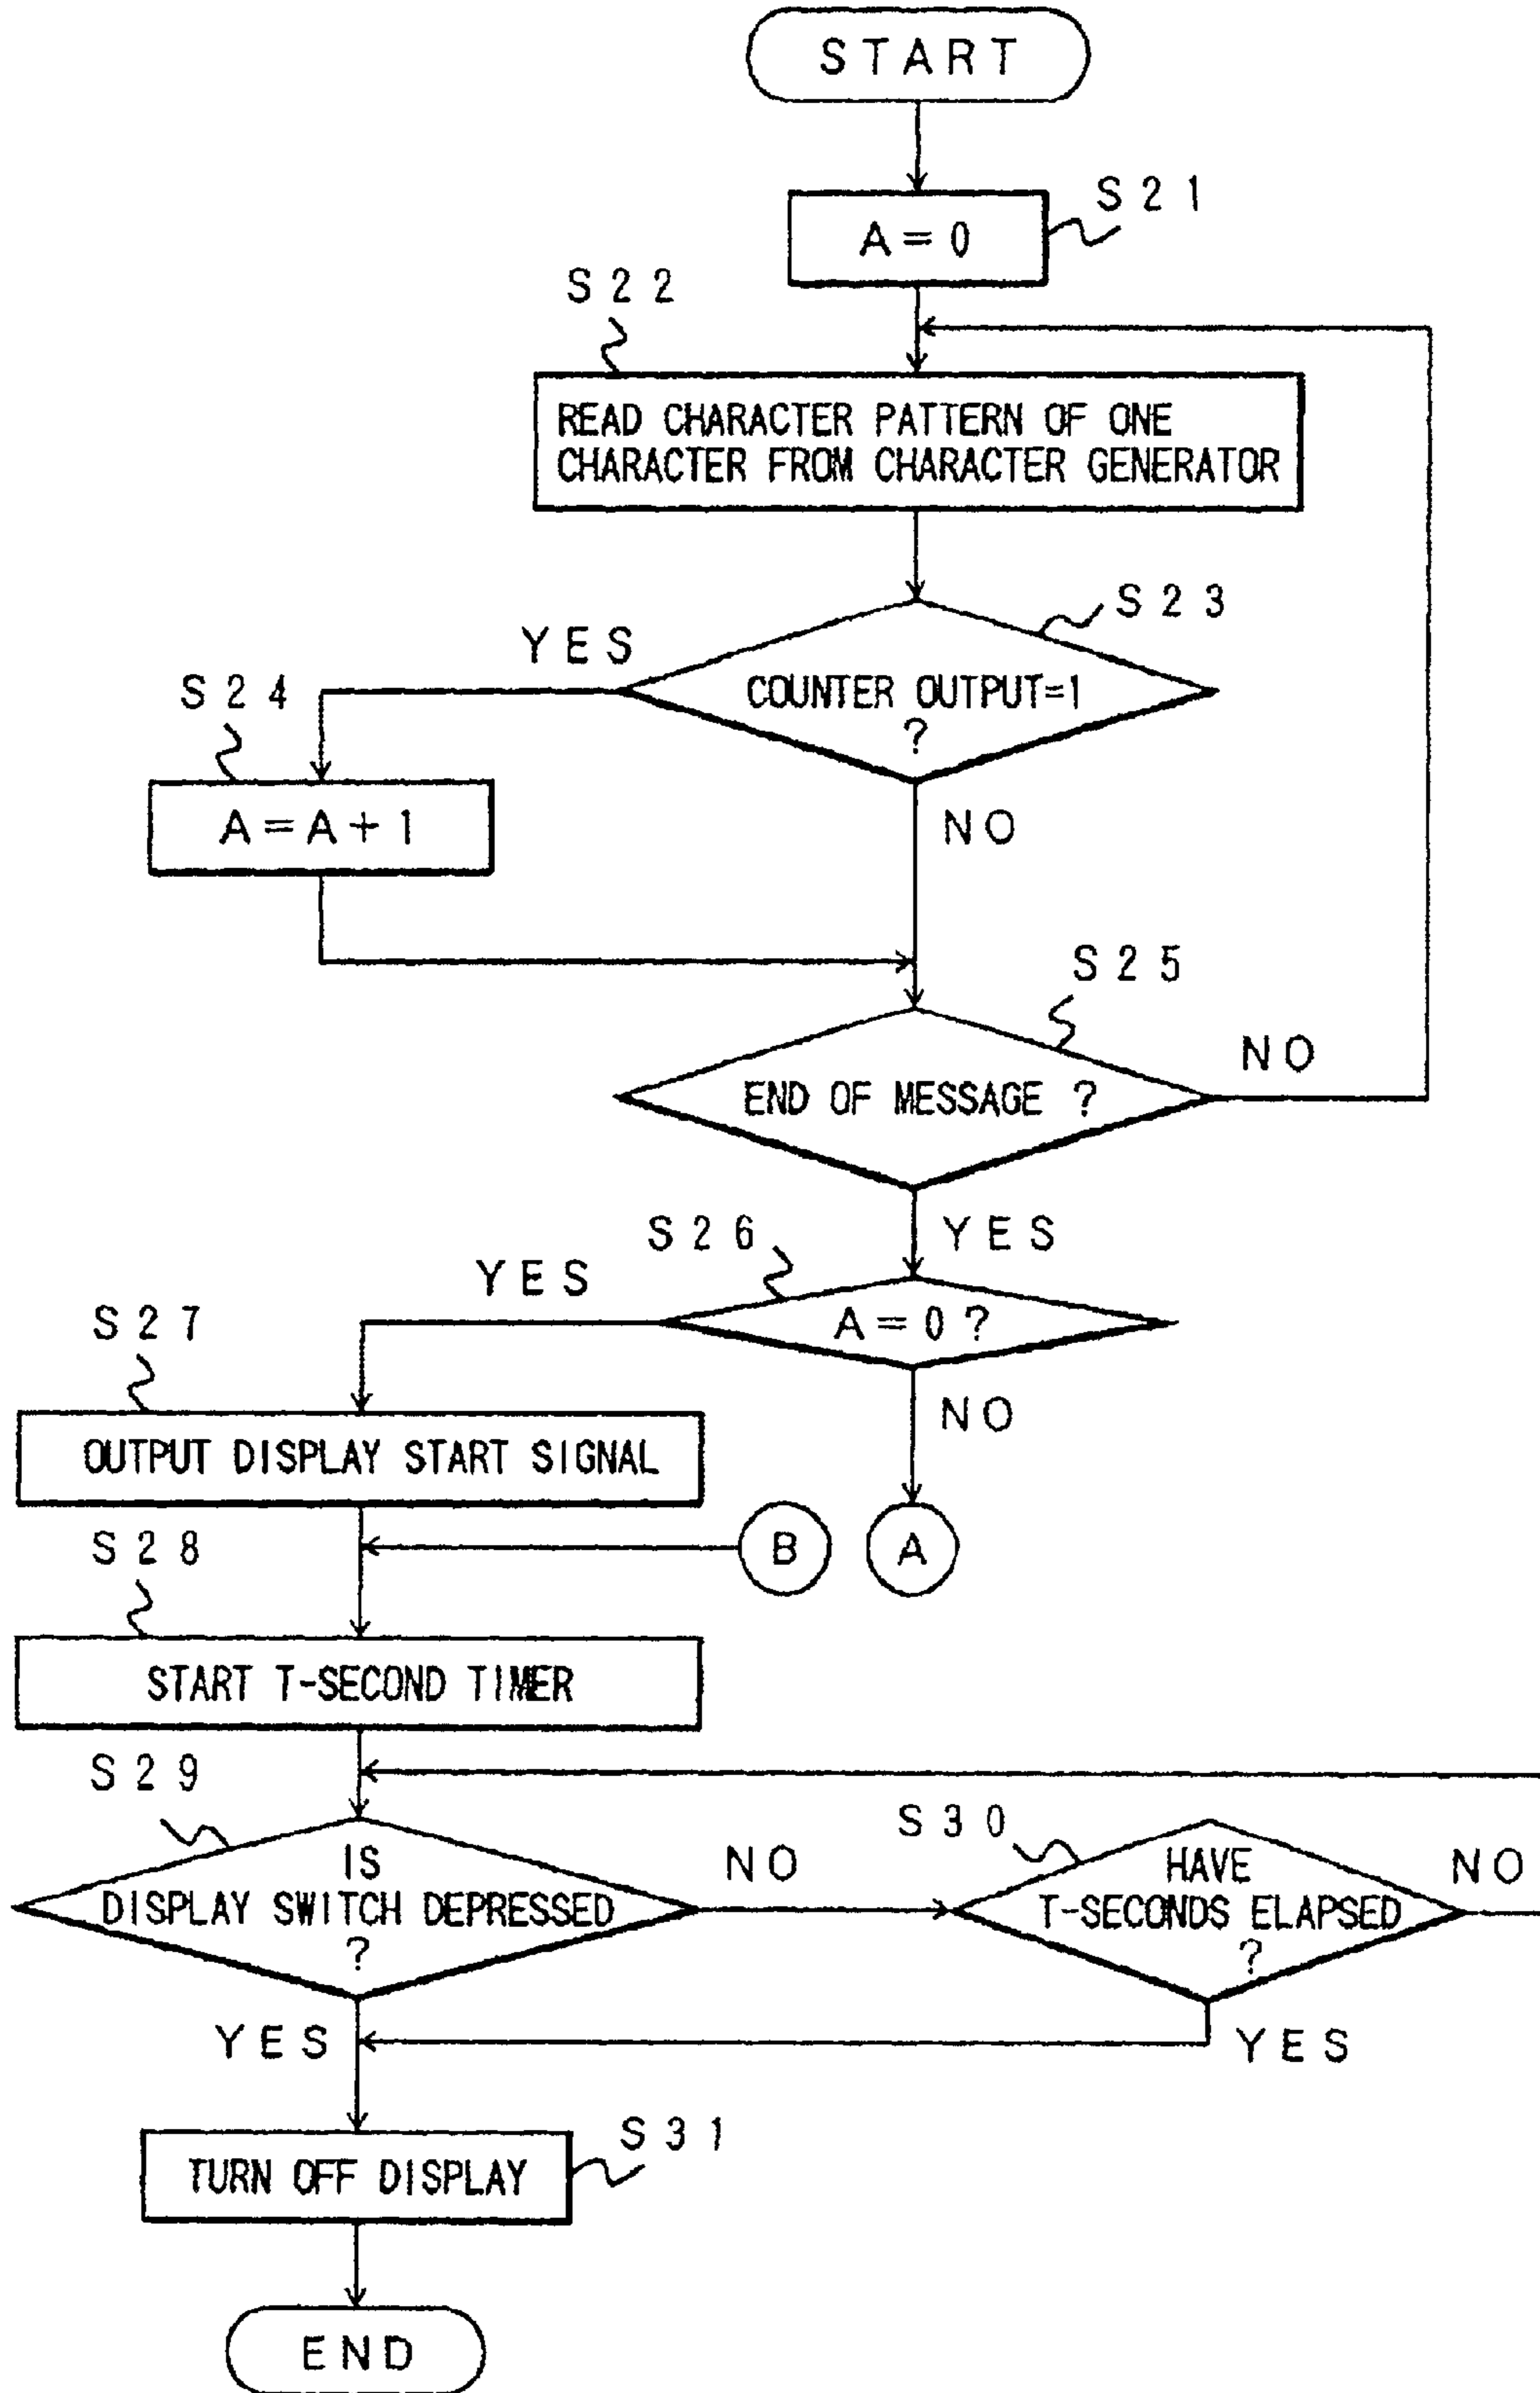 START
S21
A=0
S22
READ CHARACTER PATTERN OF ONE
CHARACTER FROM CHARACTER GENERATOR
S23
YES
COUNTER OUTPUT=1
?
S24
A=A+1
NO
S25
END OF MESSAGE ?
NO
YES
S26
YES
A=0?
S27
NO
OUTPUT DISPLAY START SIGNAL
B
A
S28
START T-SECOND TIMER
S29
IS
DISPLAY SWITCH DEPRESSED
?
NO
S30
HAVE
T-SECONDS ELAPSED
?
NO
YES
YES
S31
TURN OFF DISPLAY
END